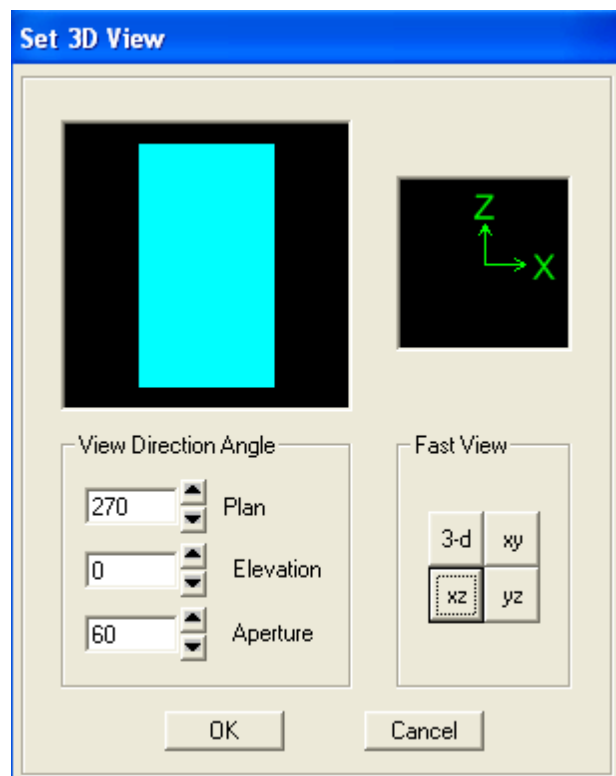 Set 3D View
Z
X
View Direction Angle
270 Plan
0 Elevation
60 Aperture
Fast View
3-d xy
xz yz
OK Cancel